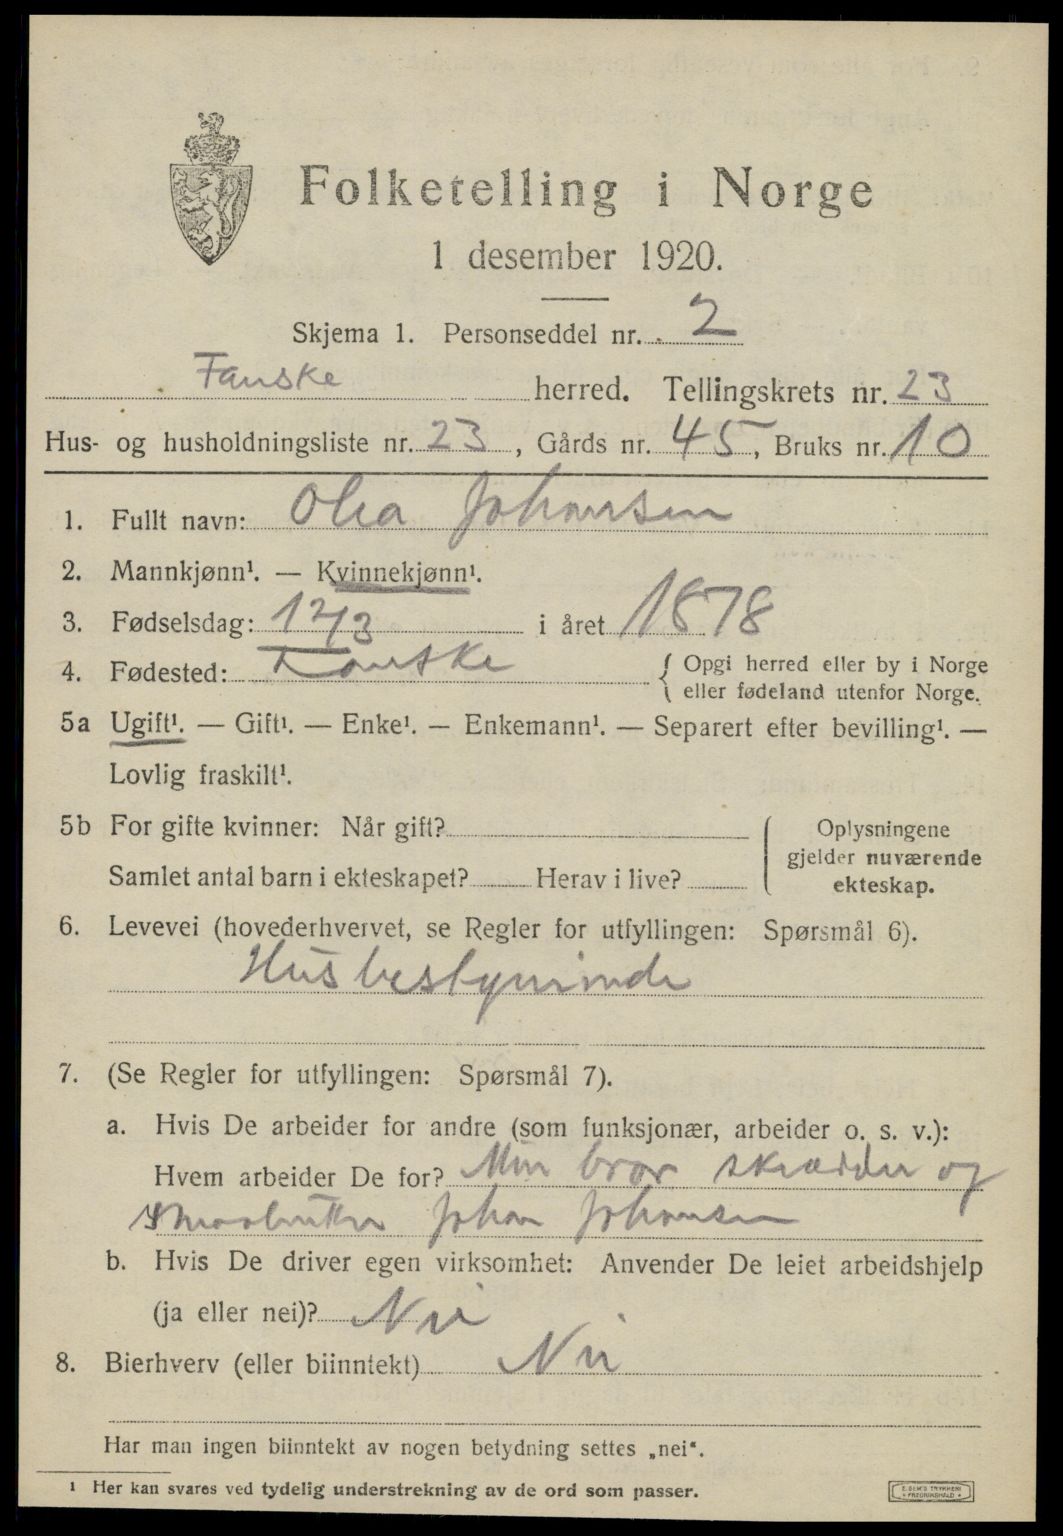 Folketelling i Norge
1 desember 1920.
Skjema 1. Personseddel nr. 2
Fauske herred. Tellingskrets nr. 23
Hus- og husholdningsliste nr. 23, Gårds nr. 45, Bruks nr. 10
1. Fullt navn: Olea Johansen
2. Mannkjønn¹. — Kvinnekjønn¹.
3. Fødselsdag: 12/3 i året 1878
4. Fødested: Fauske { Opgi herred eller by i Norge
eller fødeland utenfor Norge.
5a Ugift¹. — Gift¹. — Enke¹. — Enkemann¹. — Separert efter bevilling¹. —
Lovlig fraskilt¹.
5b For gifte kvinner: Når gift?
Samlet antal barn i ekteskapet? Herav i live?
Oplysningene
gjelder nuværende
ekteskap.
6. Levevei (hovederhvervet, se Regler for utfyllingen: Spørsmål 6).
Husbestyrinde
7. (Se Regler for utfyllingen: Spørsmål 7).
a. Hvis De arbeider for andre (som funksjonær, arbeider o. s. v.):
Hvem arbeider De for? Min bror skrædder og
Johan Johansen
b. Hvis De driver egen virksomhet: Anvender De leiet arbeidshjelp
(ja eller nei)? Nei
8. Bierhverv (eller biinntekt) Nei
Har man ingen biinntekt av nogen betydning settes „nei“.
¹ Her kan svares ved tydelig understrekning av de ord som passer.